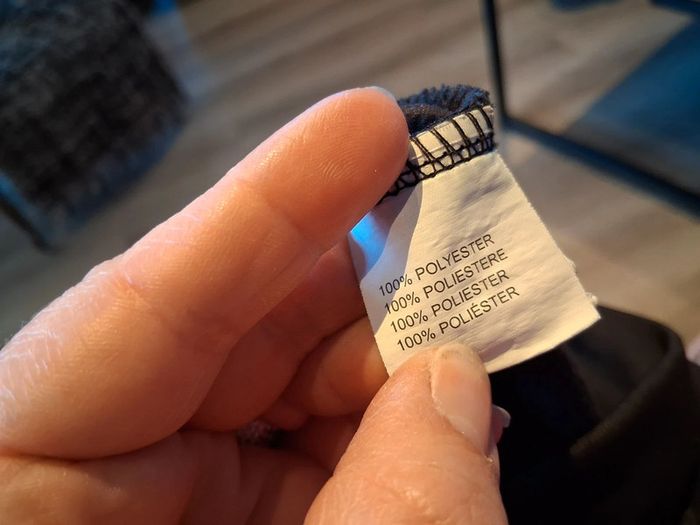 100% POLYESTER
100% POLIESTERE
100% POLIESTER
100% POLIÉSTER